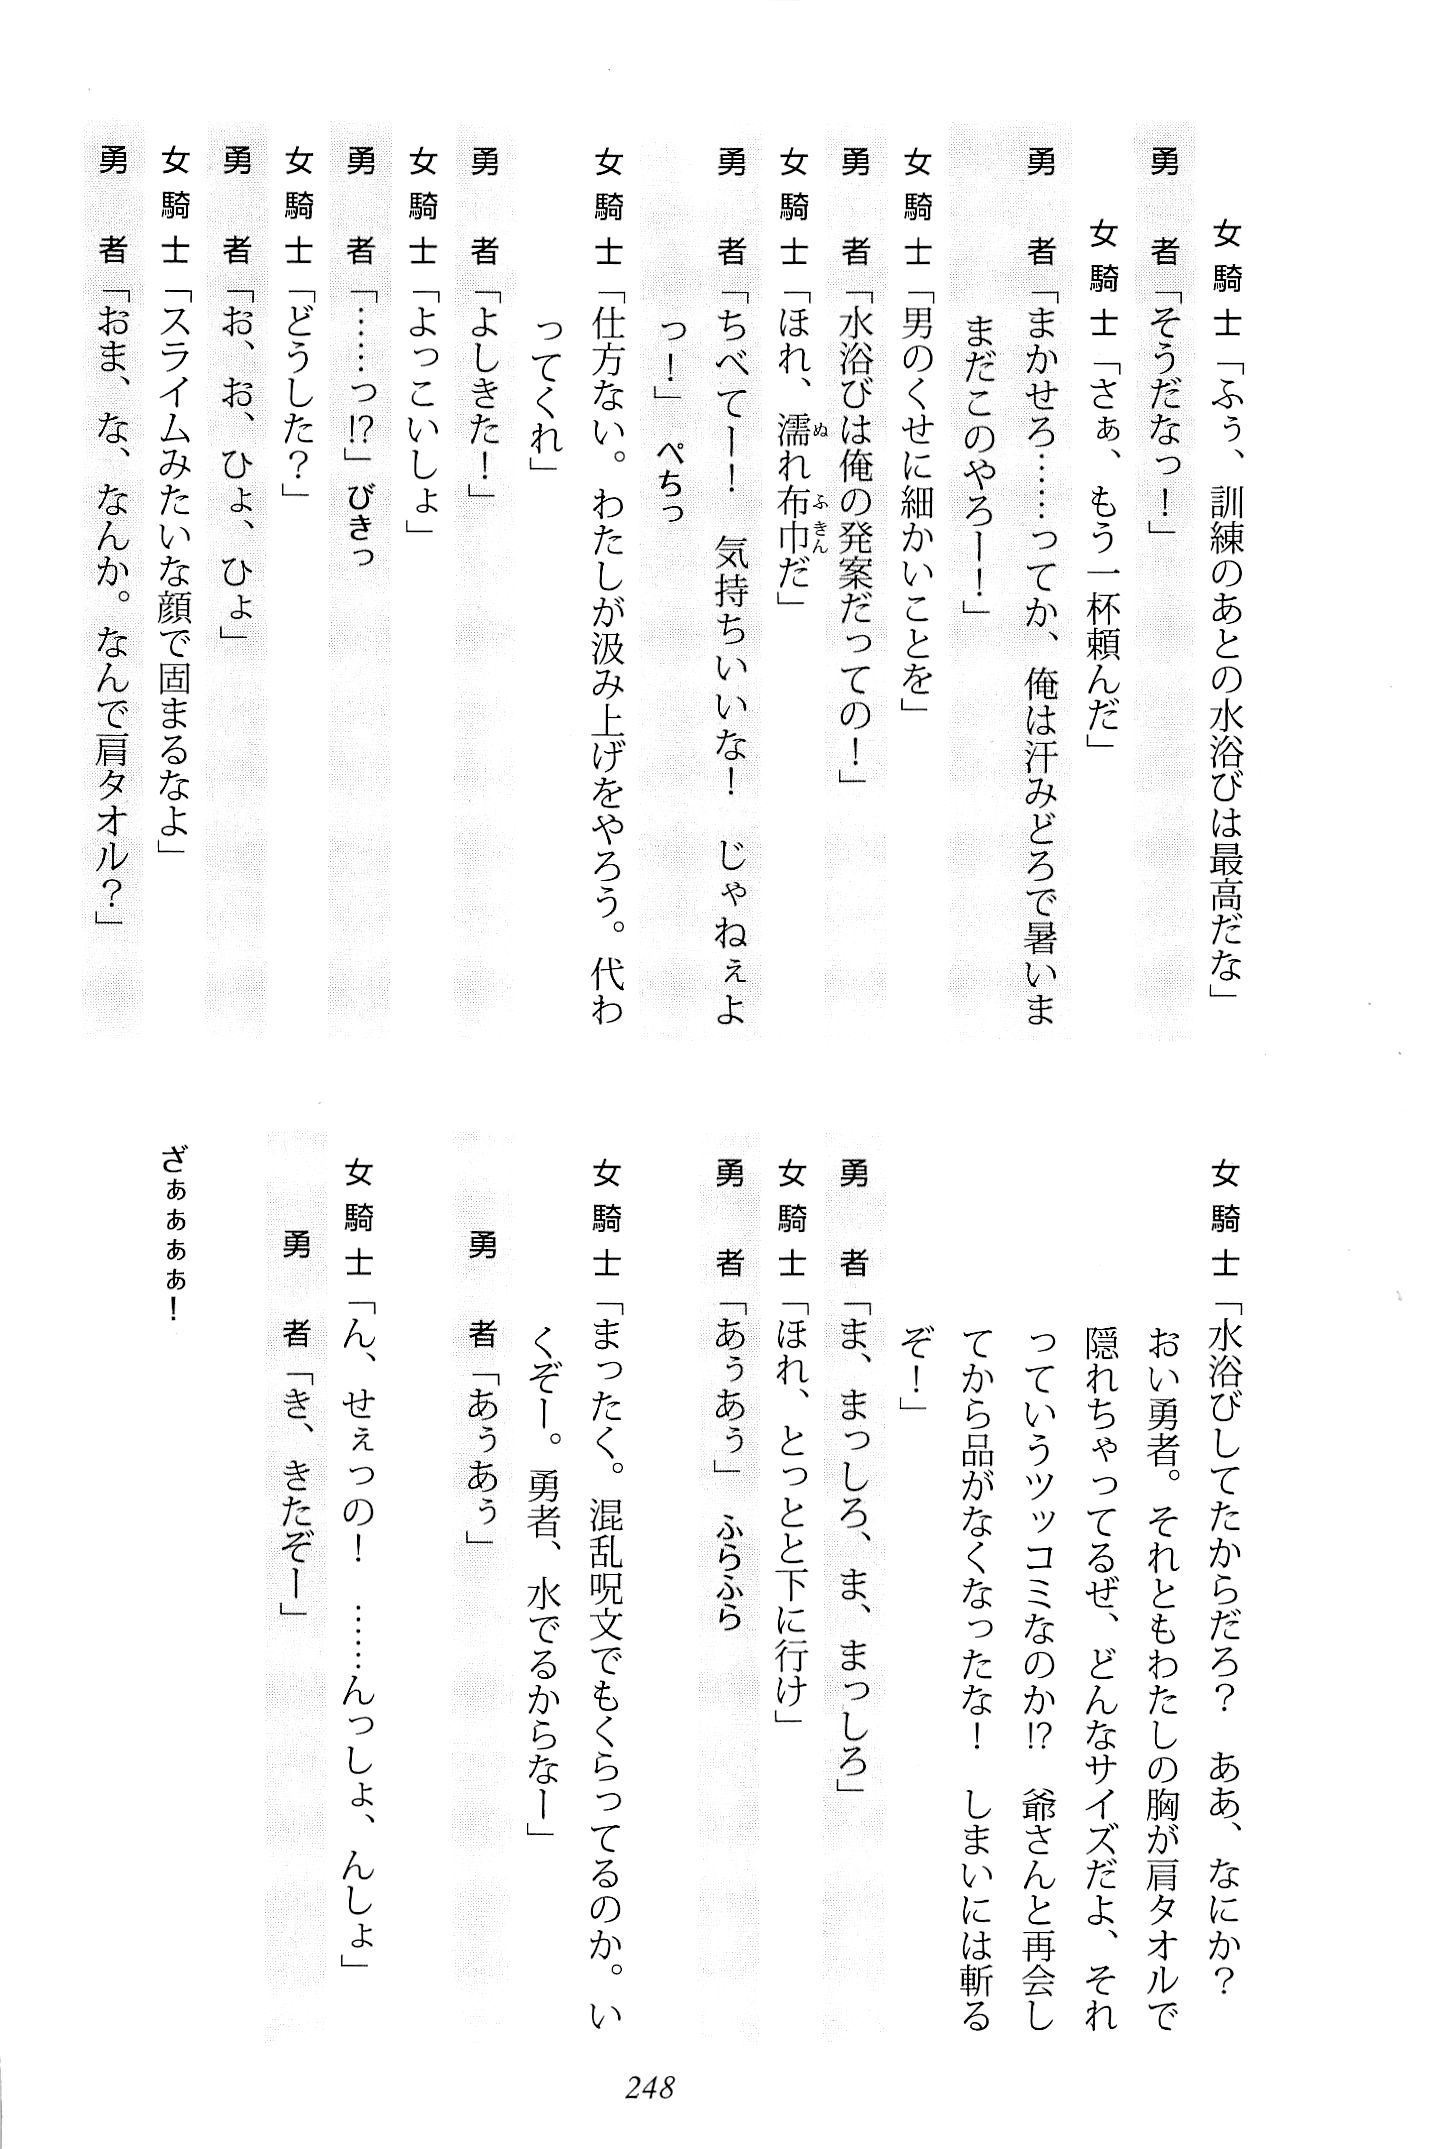 女騎士「ふぅ、訓練のあとの水浴びは最高だな」
勇　者「そうだなっ！」
女騎士「さぁ、もう一杯頼んだ」
勇　者「まかせろ……ってか、俺は汗みどろで暑いま
まだこのやろー！」
女騎士「男のくせに細かいことを」
勇　者「水浴びは俺の発案だっての！」
女騎士「ほれ、濡れ布巾だ」
勇　者「ちべてー！　気持ちいいな！　じゃねぇよ
っ！」　ぺちっ
女騎士「仕方ない。わたしが汲み上げをやろう。代わ
ってくれ」
勇　者「よしきた！」
女騎士「よっこいしょ」
勇　者「……っ!?」びきっ
女騎士「どうした？」
勇　者「お、お、ひょ、ひょ」
女騎士「スライムみたいな顔で固まるなよ」
勇　者「おま、な、なんか。なんで肩タオル？」
女騎士「水浴びしてたからだろ？　ああ、なにか？
おい勇者。それともわたしの胸が肩タオルで
隠れちゃってるぜ、どんなサイズだよ、それ
っていうツッコミなのか!?　爺さんと再会し
てから品がなくなったな！　しまいには斬る
ぞ！」
勇　者「ま、まっしろ、ま、まっしろ」
女騎士「ほれ、とっとと下に行け」
勇　者「あぅあぅ」　ふらふら
女騎士「まったく。混乱呪文でもくらってるのか。い
くぞー。勇者、水でるからなー」
勇　者「あぅあぅ」
女騎士「ん、せぇっの！　……んっしょ、んしょ」
勇　者「き、きたぞー」
ざぁぁぁぁ！
248